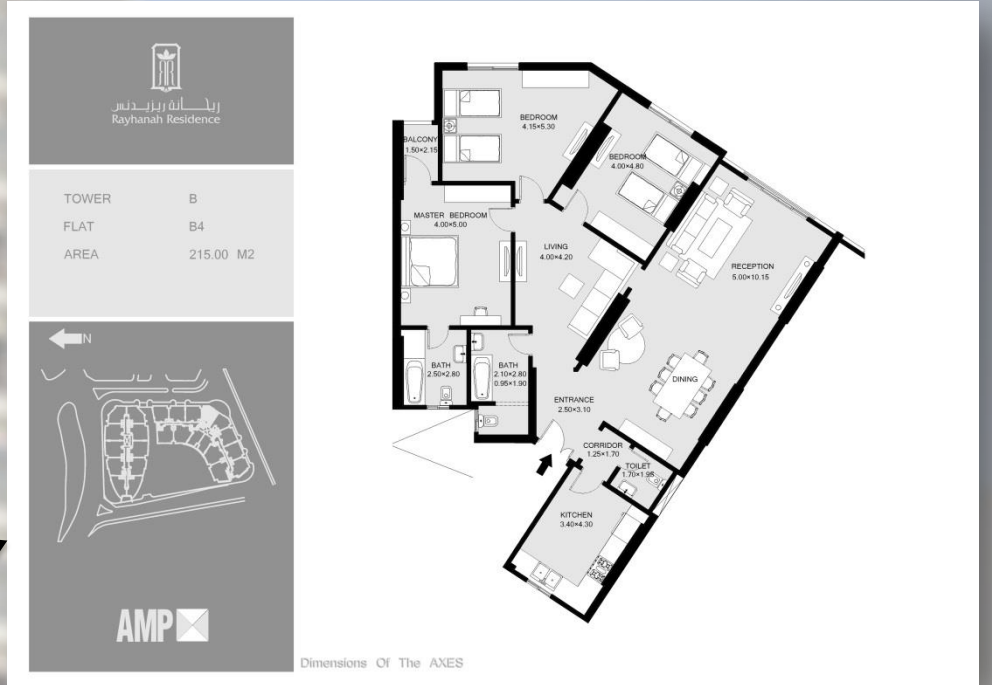 ريحانة ريزيدنس
Rayhanah Residence
TOWER B
FLAT B4
AREA 215.00 M2
N
AMP
BEDROOM
4.15×5.30
BALCONY
1.50×2.15
BEDROOM
4.00×4.80
MASTER BEDROOM
4.00×5.00
LIVING
4.00×4.20
RECEPTION
5.00×10.15
BATH
2.50×2.80
BATH
2.10×2.80
0.95×1.90
DINING
ENTRANCE
2.50×3.10
CORRIDOR
1.25×1.70
TOILET
1.70×1.95
KITCHEN
3.40×4.30
Dimensions Of The AXES